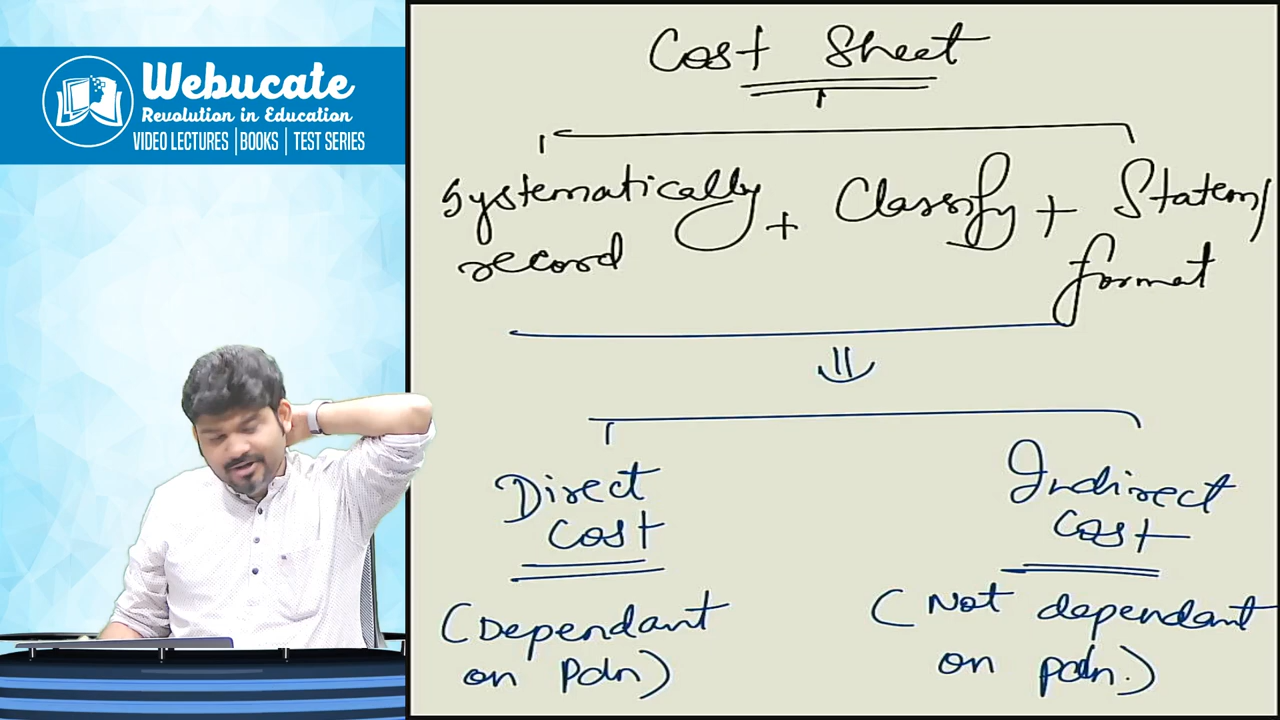 Webucate
Revolution in Education
VIDEO LECTURES | BOOKS | TEST SERIES
Cost Sheet
Systematically + Classify + Statem/
record format
Direct Indirect
Cost Cost
(Dependant (Not dependant
on Pdn) on pdn.)